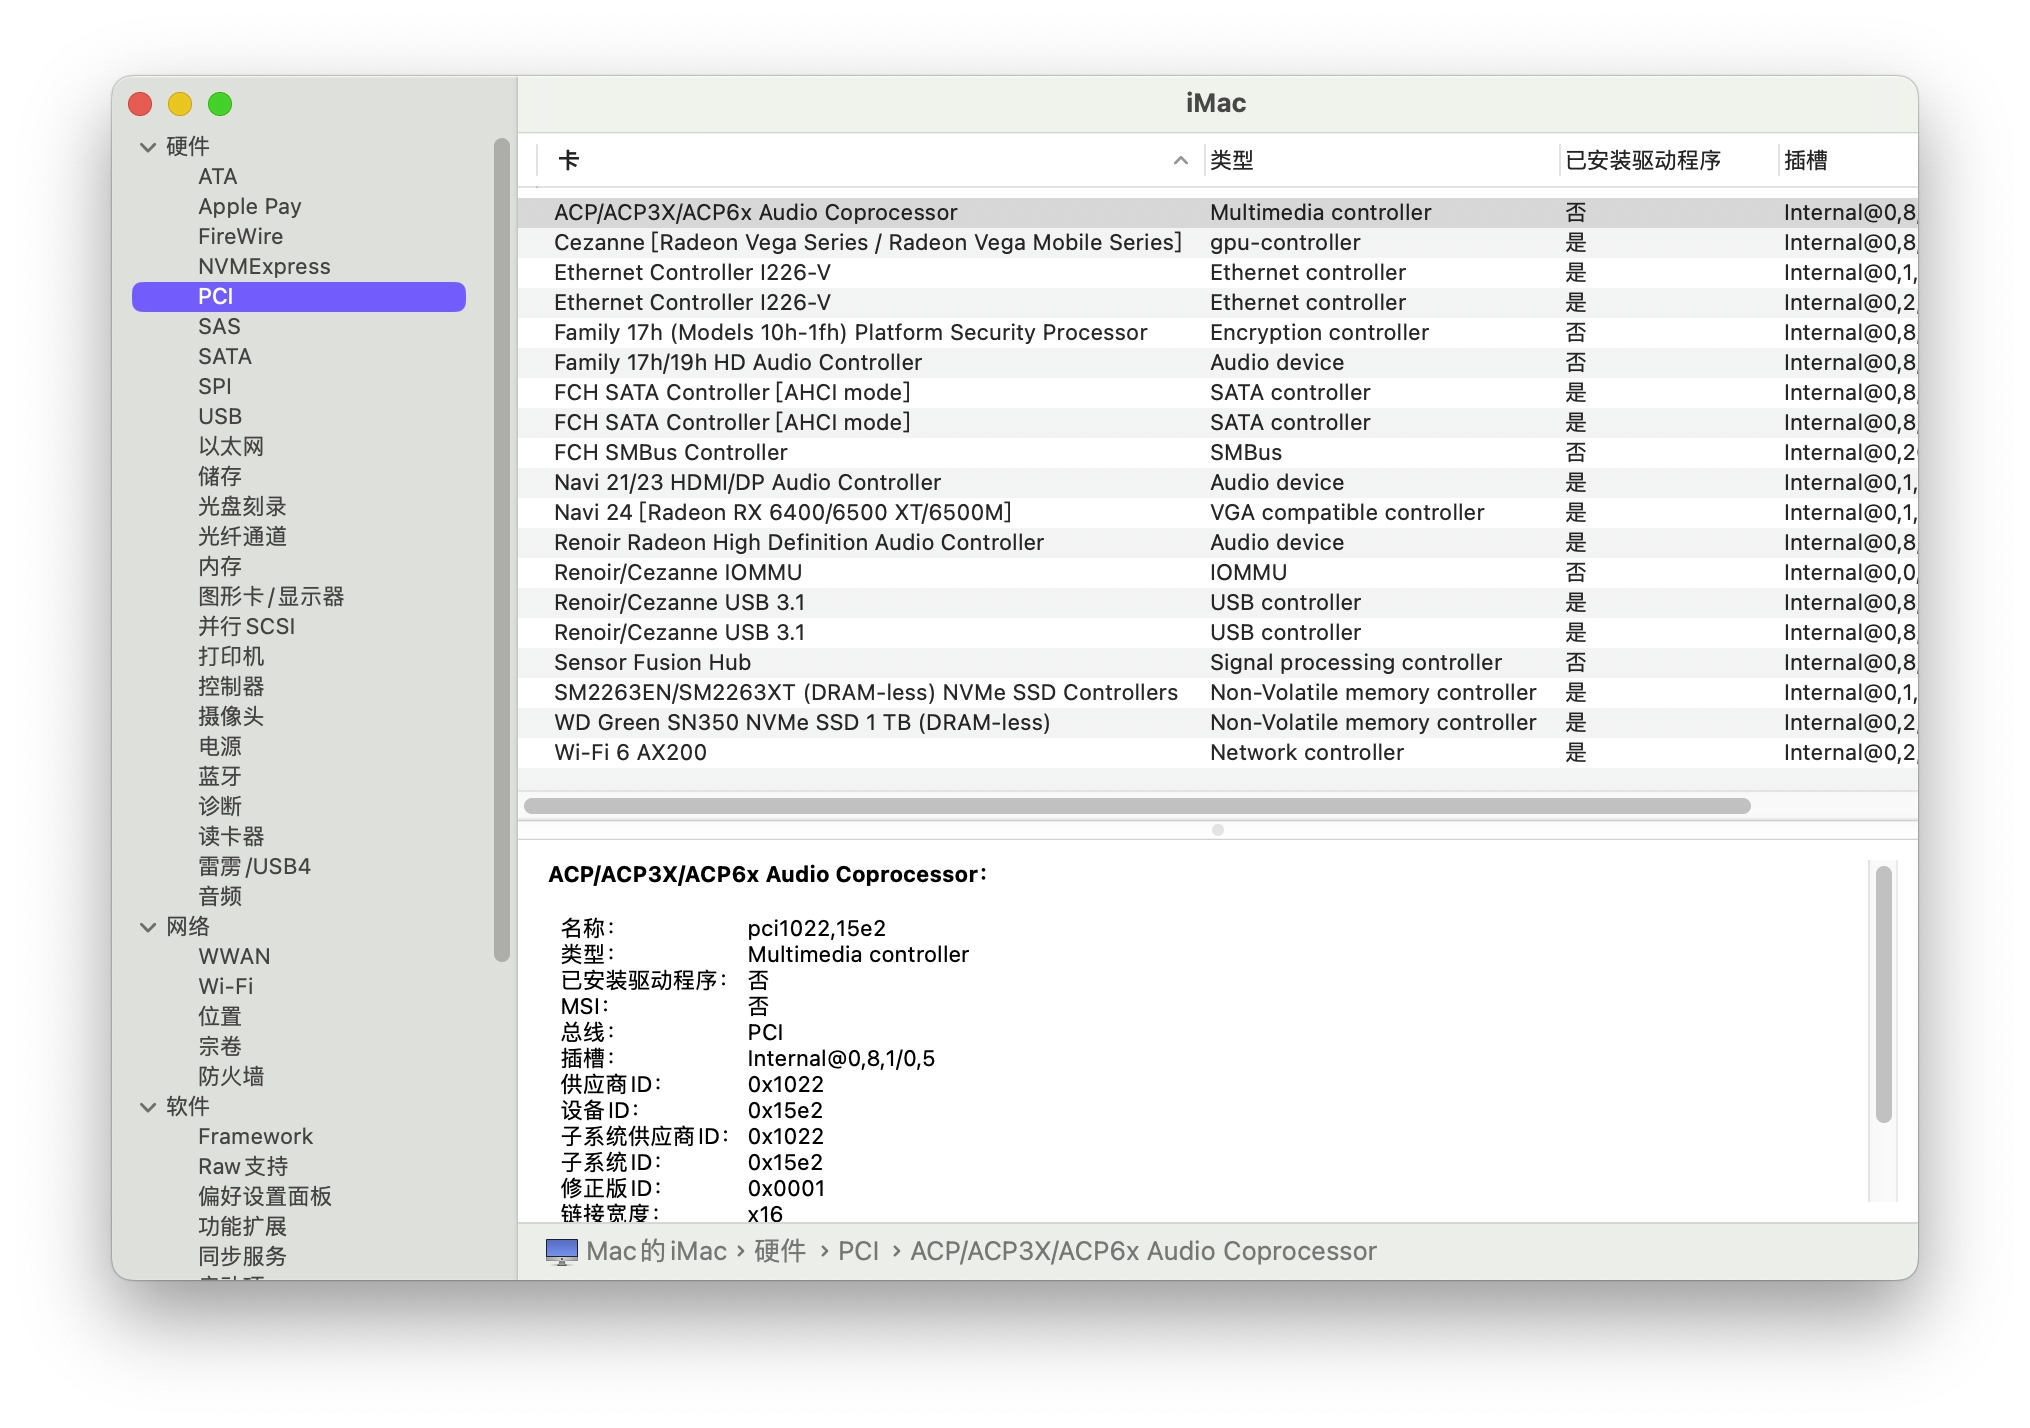 iMac
硬件
ATA
Apple Pay
FireWire
NVMExpress
PCI
SAS
SATA
SPI
USB
以太网
储存
光盘刻录
光纤通道
内存
图形卡/显示器
并行SCSI
打印机
控制器
摄像头
电源
蓝牙
诊断
读卡器
雷雳/USB4
音频
网络
WWAN
Wi-Fi
位置
宗卷
防火墙
软件
Framework
Raw支持
偏好设置面板
功能扩展
同步服务
卡 类型 已安装驱动程序 插槽
ACP/ACP3X/ACP6x Audio Coprocessor Multimedia controller 否 Internal@0,8,
Cezanne [Radeon Vega Series / Radeon Vega Mobile Series] gpu-controller 是 Internal@0,8,
Ethernet Controller I226-V Ethernet controller 是 Internal@0,1,
Ethernet Controller I226-V Ethernet controller 是 Internal@0,2
Family 17h (Models 10h-1fh) Platform Security Processor Encryption controller 否 Internal@0,8,
Family 17h/19h HD Audio Controller Audio device 否 Internal@0,8,
FCH SATA Controller [AHCI mode] SATA controller 是 Internal@0,8,
FCH SATA Controller [AHCI mode] SATA controller 是 Internal@0,8,
FCH SMBus Controller SMBus 否 Internal@0,2
Navi 21/23 HDMI/DP Audio Controller Audio device 是 Internal@0,1,
Navi 24 [Radeon RX 6400/6500 XT/6500M] VGA compatible controller 是 Internal@0,1,
Renoir Radeon High Definition Audio Controller Audio device 是 Internal@0,8,
Renoir/Cezanne IOMMU IOMMU 否 Internal@0,0,
Renoir/Cezanne USB 3.1 USB controller 是 Internal@0,8,
Renoir/Cezanne USB 3.1 USB controller 是 Internal@0,8,
Sensor Fusion Hub Signal processing controller 否 Internal@0,8,
SM2263EN/SM2263XT (DRAM-less) NVMe SSD Controllers Non-Volatile memory controller 是 Internal@0,1,
WD Green SN350 NVMe SSD 1 TB (DRAM-less) Non-Volatile memory controller 是 Internal@0,2
Wi-Fi 6 AX200 Network controller 是 Internal@0,2
ACP/ACP3X/ACP6x Audio Coprocessor：
名称： pci1022,15e2
类型： Multimedia controller
已安装驱动程序： 否
MSI： 否
总线： PCI
插槽： Internal@0,8,1/0,5
供应商ID： 0x1022
设备ID： 0x15e2
子系统供应商ID： 0x1022
子系统ID： 0x15e2
修正版ID： 0x0001
链接宽度： x16
Mac的iMac › 硬件 › PCI › ACP/ACP3X/ACP6x Audio Coprocessor